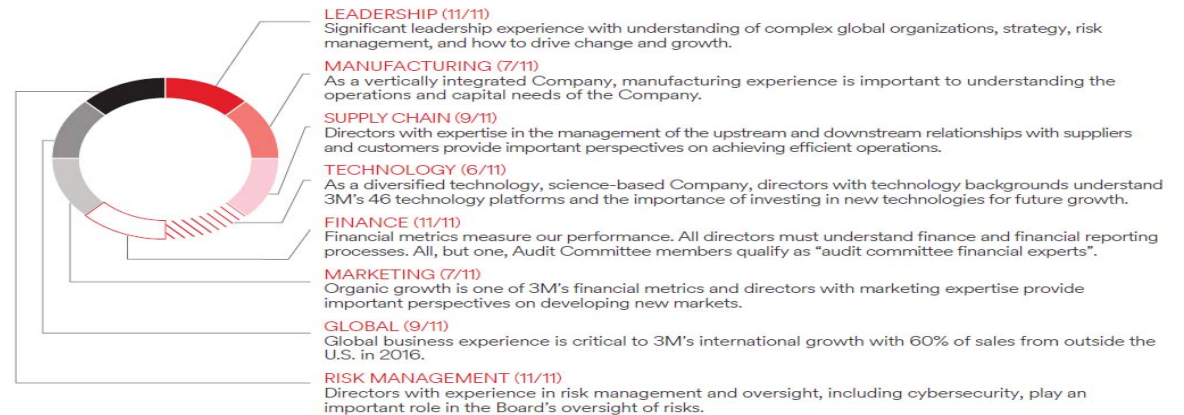 LEADERSHIP (11/11)
Significant leadership experience with understanding of complex global organizations, strategy, risk
management, and how to drive change and growth.
MANUFACTURING (7/11)
As a vertically integrated Company, manufacturing experience is important to understanding the
operations and capital needs of the Company.
SUPPLY CHAIN (9/11)
Directors with expertise in the management of the upstream and downstream relationships with suppliers
and customers provide important perspectives on achieving efficient operations.
TECHNOLOGY (6/11)
As a diversified technology, science-based Company, directors with technology backgrounds understand
3M’s 46 technology platforms and the importance of investing in new technologies for future growth.
FINANCE (11/11)
Financial metrics measure our performance. All directors must understand finance and financial reporting
processes. All, but one, Audit Committee members qualify as “audit committee financial experts”.
MARKETING (7/11)
Organic growth is one of 3M’s financial metrics and directors with marketing expertise provide
important perspectives on developing new markets.
GLOBAL (9/11)
Global business experience is critical to 3M’s international growth with 60% of sales from outside the
U.S. in 2016.
RISK MANAGEMENT (11/11)
Directors with experience in risk management and oversight, including cybersecurity, play an
important role in the Board’s oversight of risks.